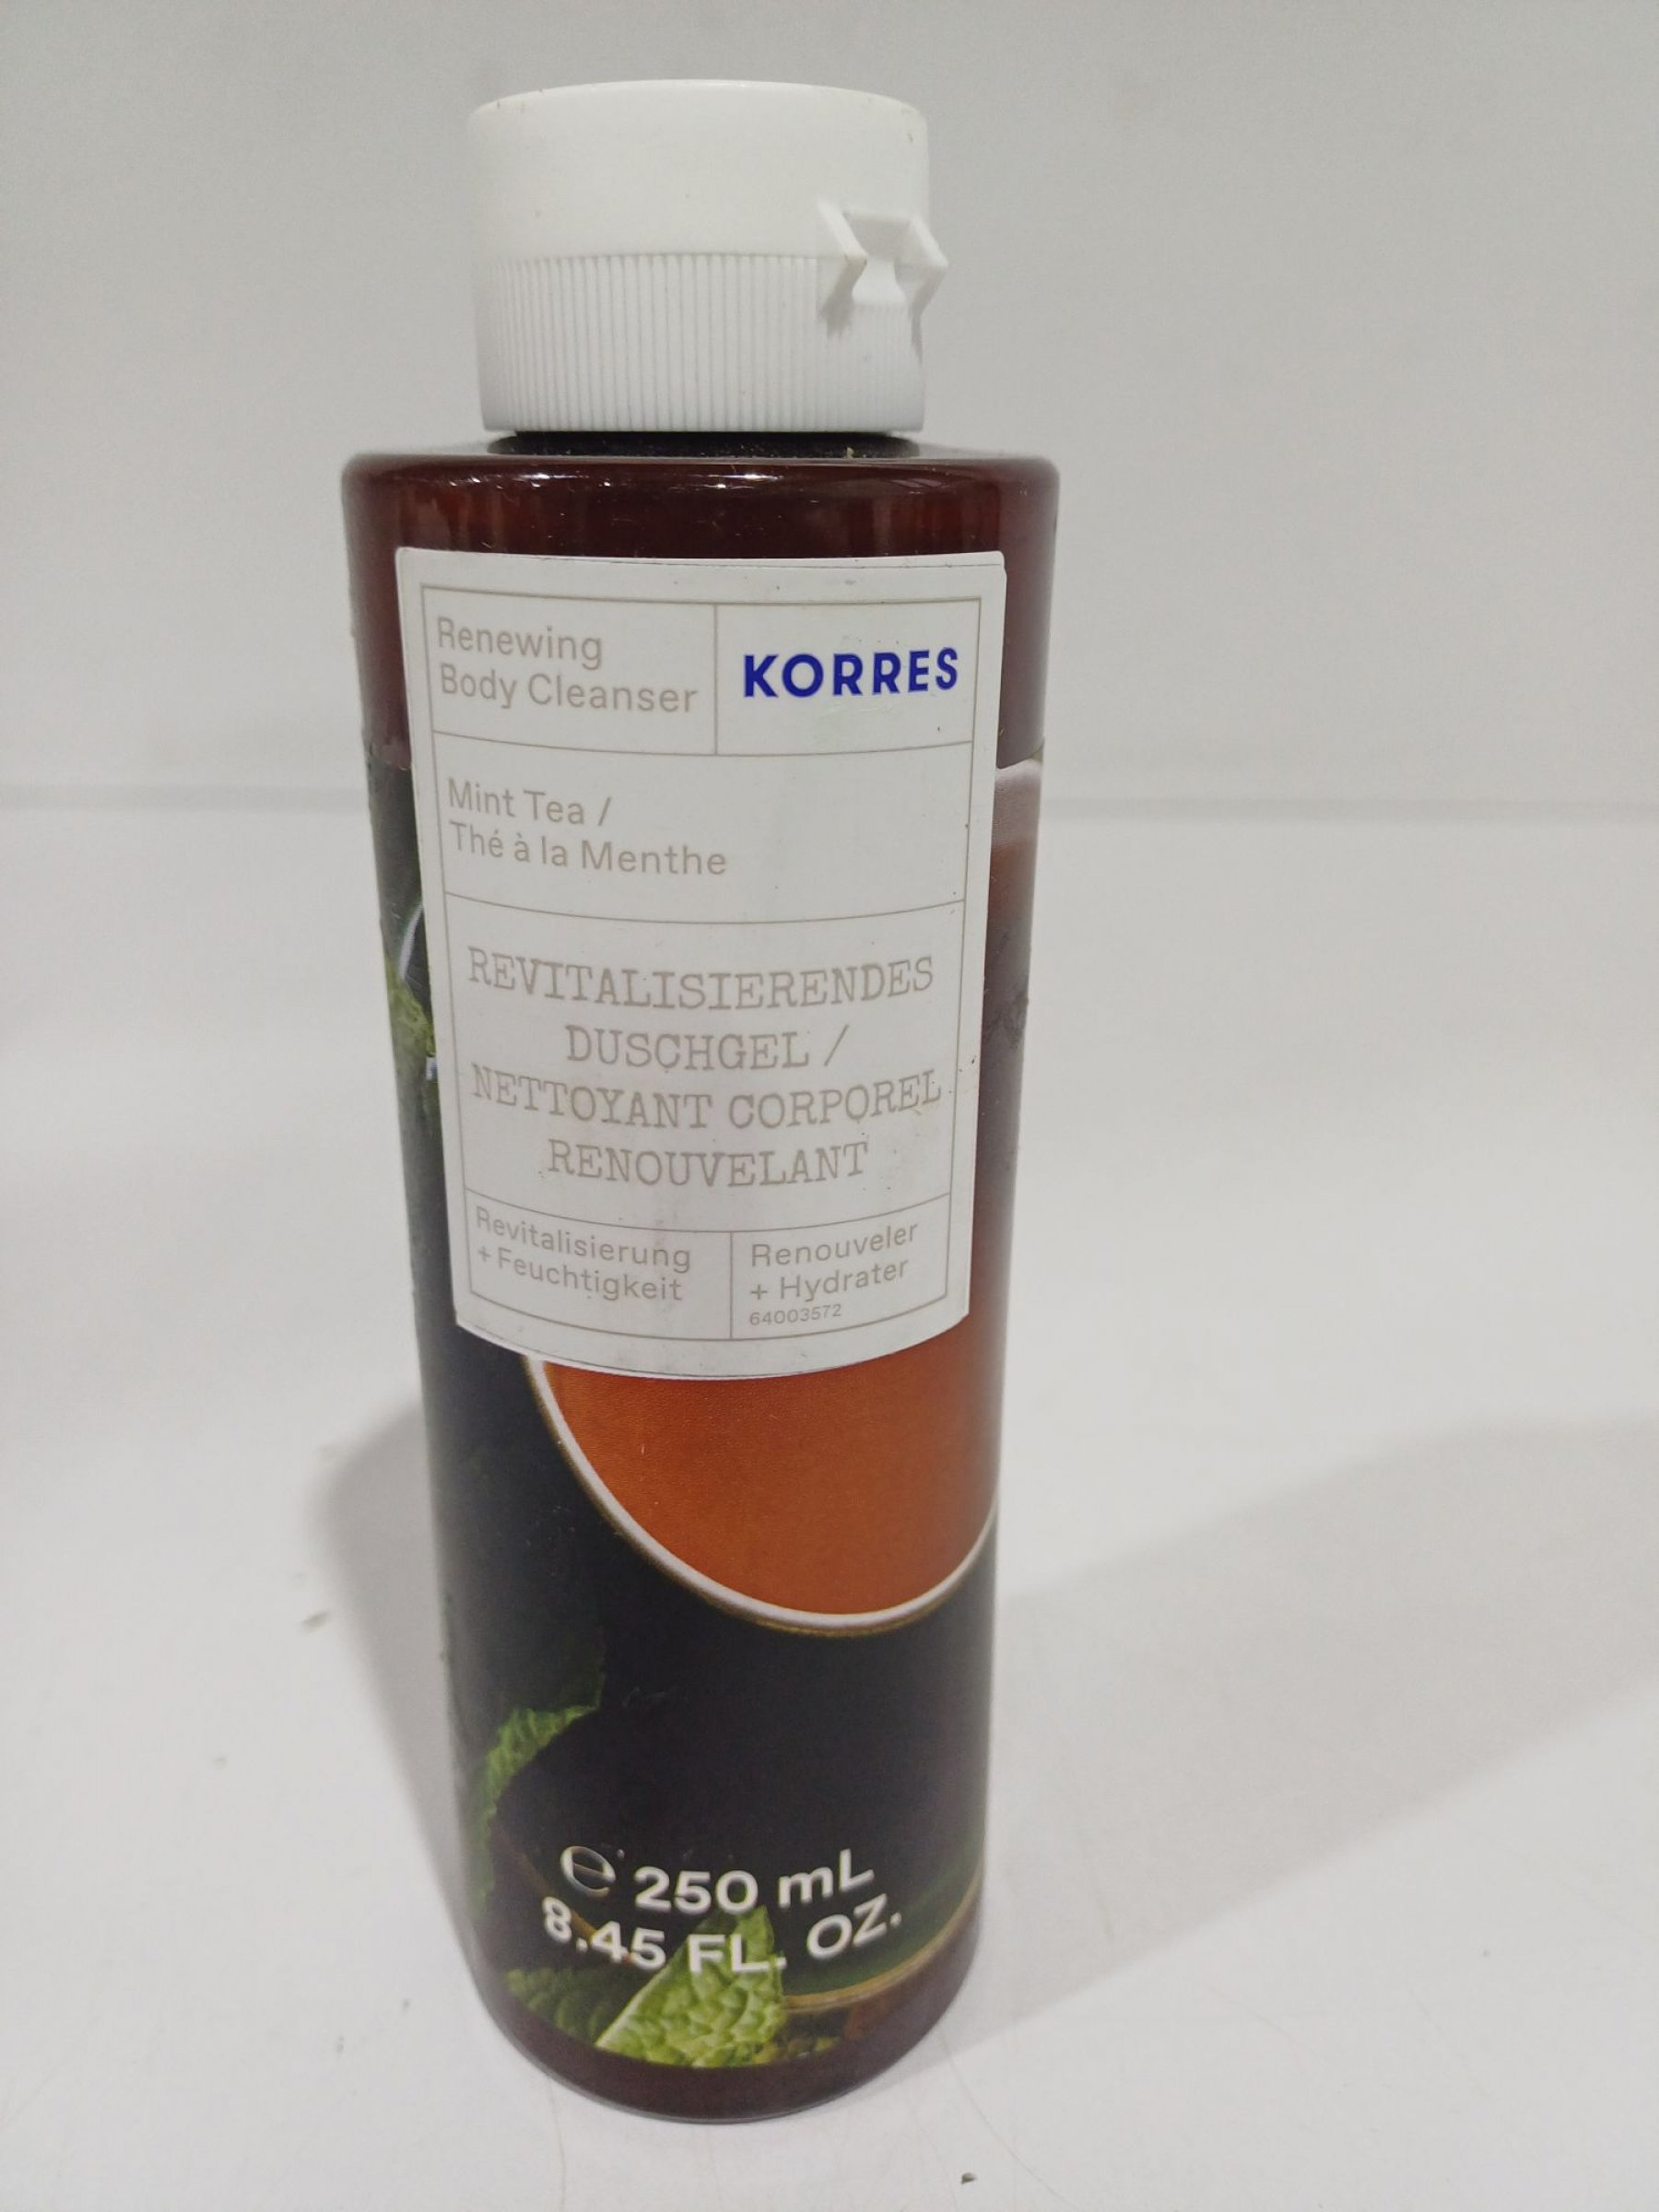 Renewing
Body Cleanser
KORRES
Mint Tea /
Thé à la Menthe
REVITALISIERENDES
DUSCHGEL /
NETTOYANT CORPOREL
RENOUVELANT
Revitalisierung
+ Feuchtigkeit
Renouveler
+ Hydrater
64003572
℮ 250 mL
8.45 FL. OZ.